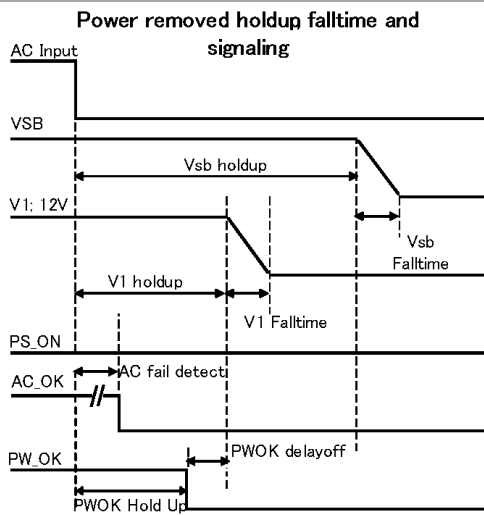 Power removed holdup falltime and
signaling
AC Input
VSB
Vsb holdup
V1; 12V
Vsb
Falltime
V1 holdup
V1 Falltime
PS_ON
AC fail detect
AC_OK
PWOK delayoff
PW_OK
PWOK Hold Up